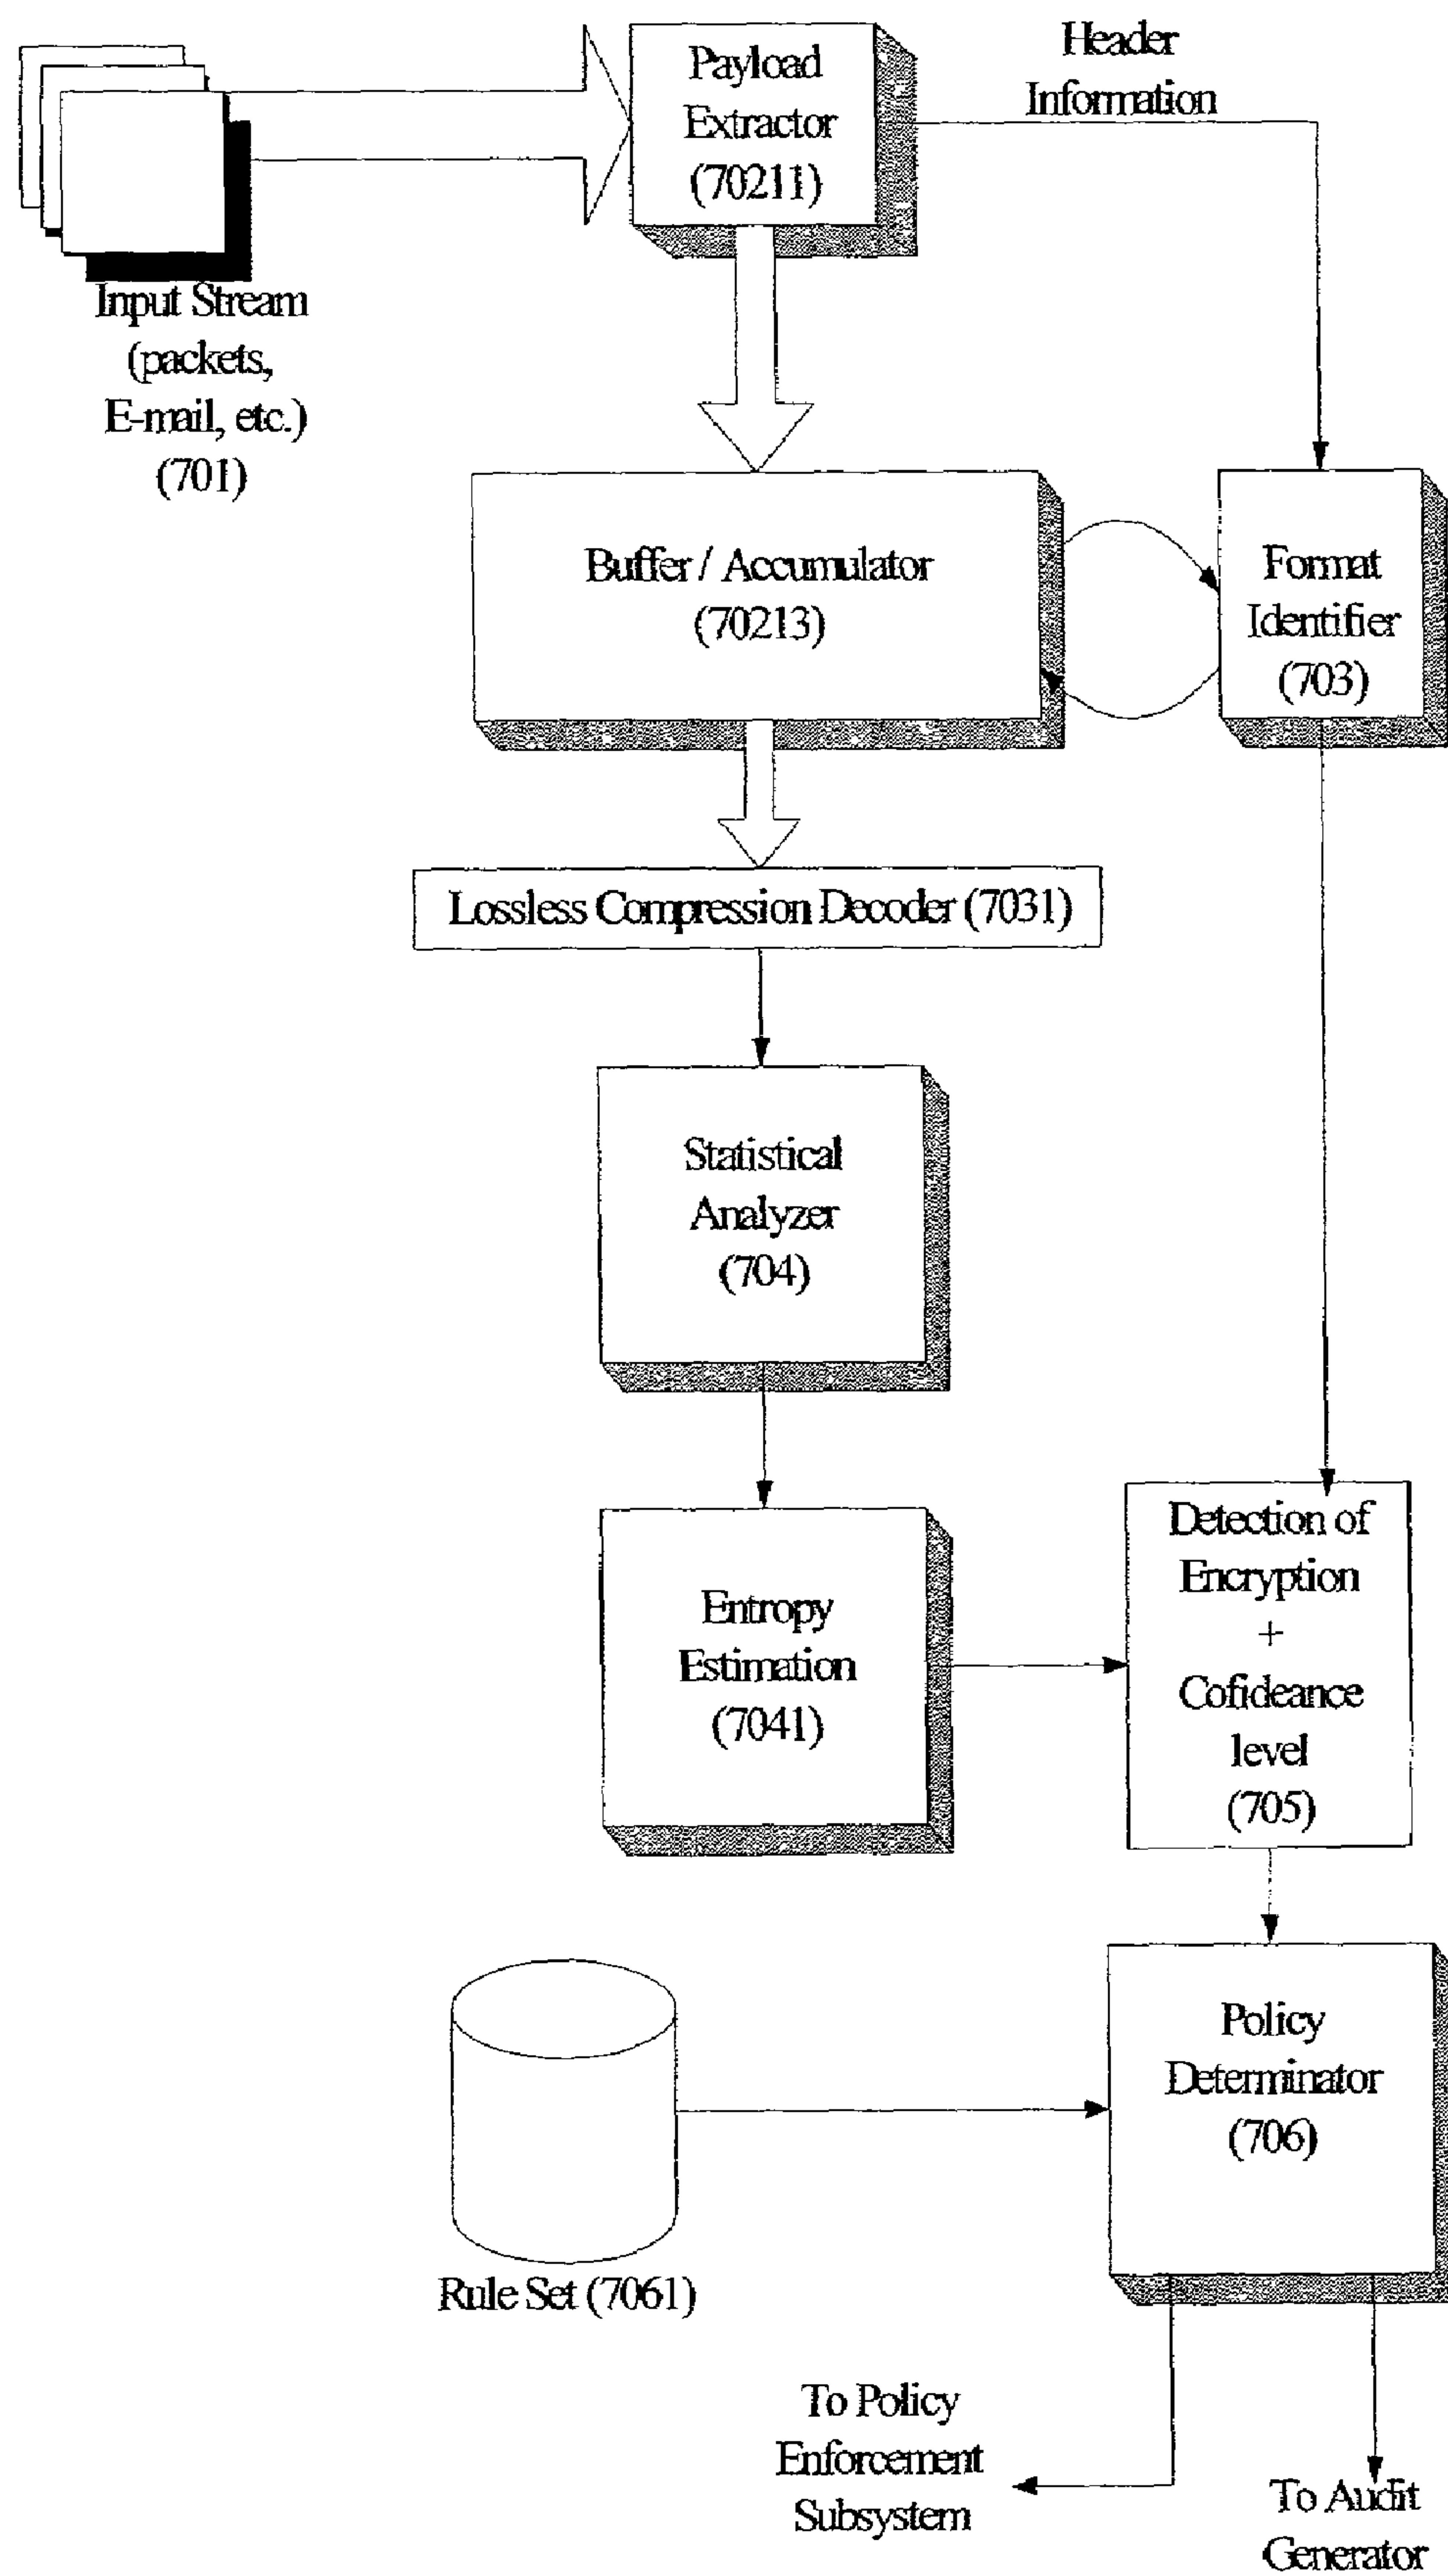 Payload
Extractor
(70211)
Header
Information
Input Stream
(packets,
E-mail, etc.)
(701)
Buffer / Accumulator
(70213)
Format
Identifier
(703)
Lossless Compression Decoder (7031)
Statistical
Analyzer
(704)
Entropy
Estimation
(7041)
Detection of
Encryption
+
Cofideance
level
(705)
Policy
Determinator
(706)
Rule Set (7061)
To Policy
Enforcement
Subsystem
To Audit
Generator